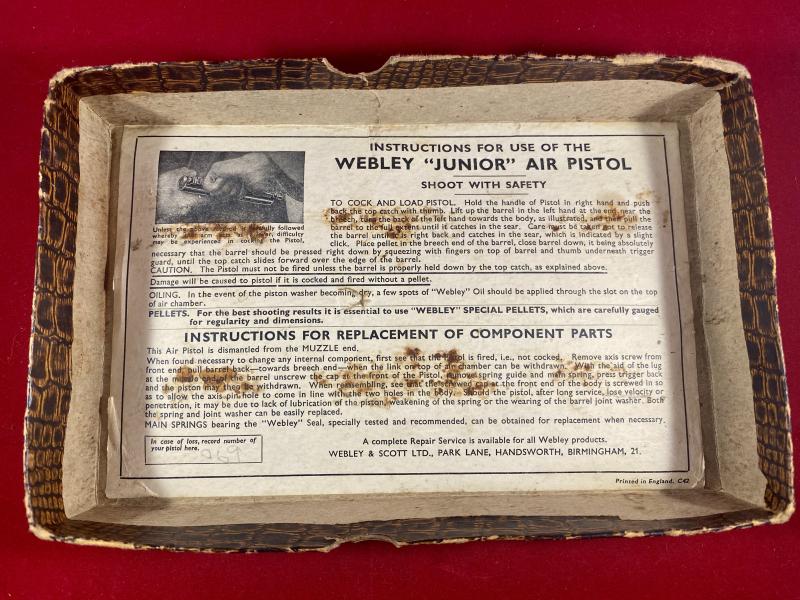 INSTRUCTIONS FOR USE OF THE
WEBLEY "JUNIOR" AIR PISTOL
SHOOT WITH SAFETY
TO COCK AND LOAD PISTOL. Hold the handle of Pistol in right hand and push
back the top catch with thumb. Lift up the barrel in the left hand at the end near the
breech, turn the back of the left hand towards the body, as illustrated, and then pull the
barrel to the full extent until it catches in the sear. Care must be taken not to release
the barrel until it is right back and catches in the sear, which is indicated by a slight
click. Place pellet in the breech end of the barrel, close barrel down, it being absolutely
Unless the above method is carefully followed
whereby the arm acts as a lever, difficulty
may be experienced in cocking the Pistol,
necessary that the barrel should be pressed right down by squeezing with fingers on top of barrel and thumb underneath trigger
guard, until the top catch slides forward over the edge of the barrel.
CAUTION. The Pistol must not be fired unless the barrel is properly held down by the top catch, as explained above.
Damage will be caused to pistol if it is cocked and fired without a pellet.
OILING. In the event of the piston washer becoming dry, a few spots of "Webley" Oil should be applied through the slot on the top
of air chamber.
PELLETS. For the best shooting results it is essential to use "WEBLEY" SPECIAL PELLETS, which are carefully gauged
for regularity and dimensions.
INSTRUCTIONS FOR REPLACEMENT OF COMPONENT PARTS
This Air Pistol is dismantled from the MUZZLE end.
When found necessary to change any internal component, first see that the Pistol is fired, i.e., not cocked. Remove axis screw from
front end, pull barrel back—towards breech end—when the link on top of air chamber can be withdrawn. With the aid of the lug
at the end of the barrel unscrew the cap at the front of the Pistol, remove spring guide and main spring, press trigger back
and the piston may then be withdrawn. When assembling, see that the screwed cap at the front end of the body is screwed in so
as to allow the axis pin hole to come in line with the two holes in the body. Should the pistol, after long service, lose velocity or
penetration, it may be due to lack of lubrication of the piston, weakening of the spring or the wearing of the barrel joint washer. Both
the spring and joint washer can be easily replaced.
MAIN SPRINGS bearing the "Webley" Seal, specially tested and recommended, can be obtained for replacement when necessary.
In case of loss, record number of
your pistol here.
A complete Repair Service is available for all Webley products.
WEBLEY & SCOTT LTD., PARK LANE, HANDSWORTH, BIRMINGHAM, 21.
Printed in England. C42